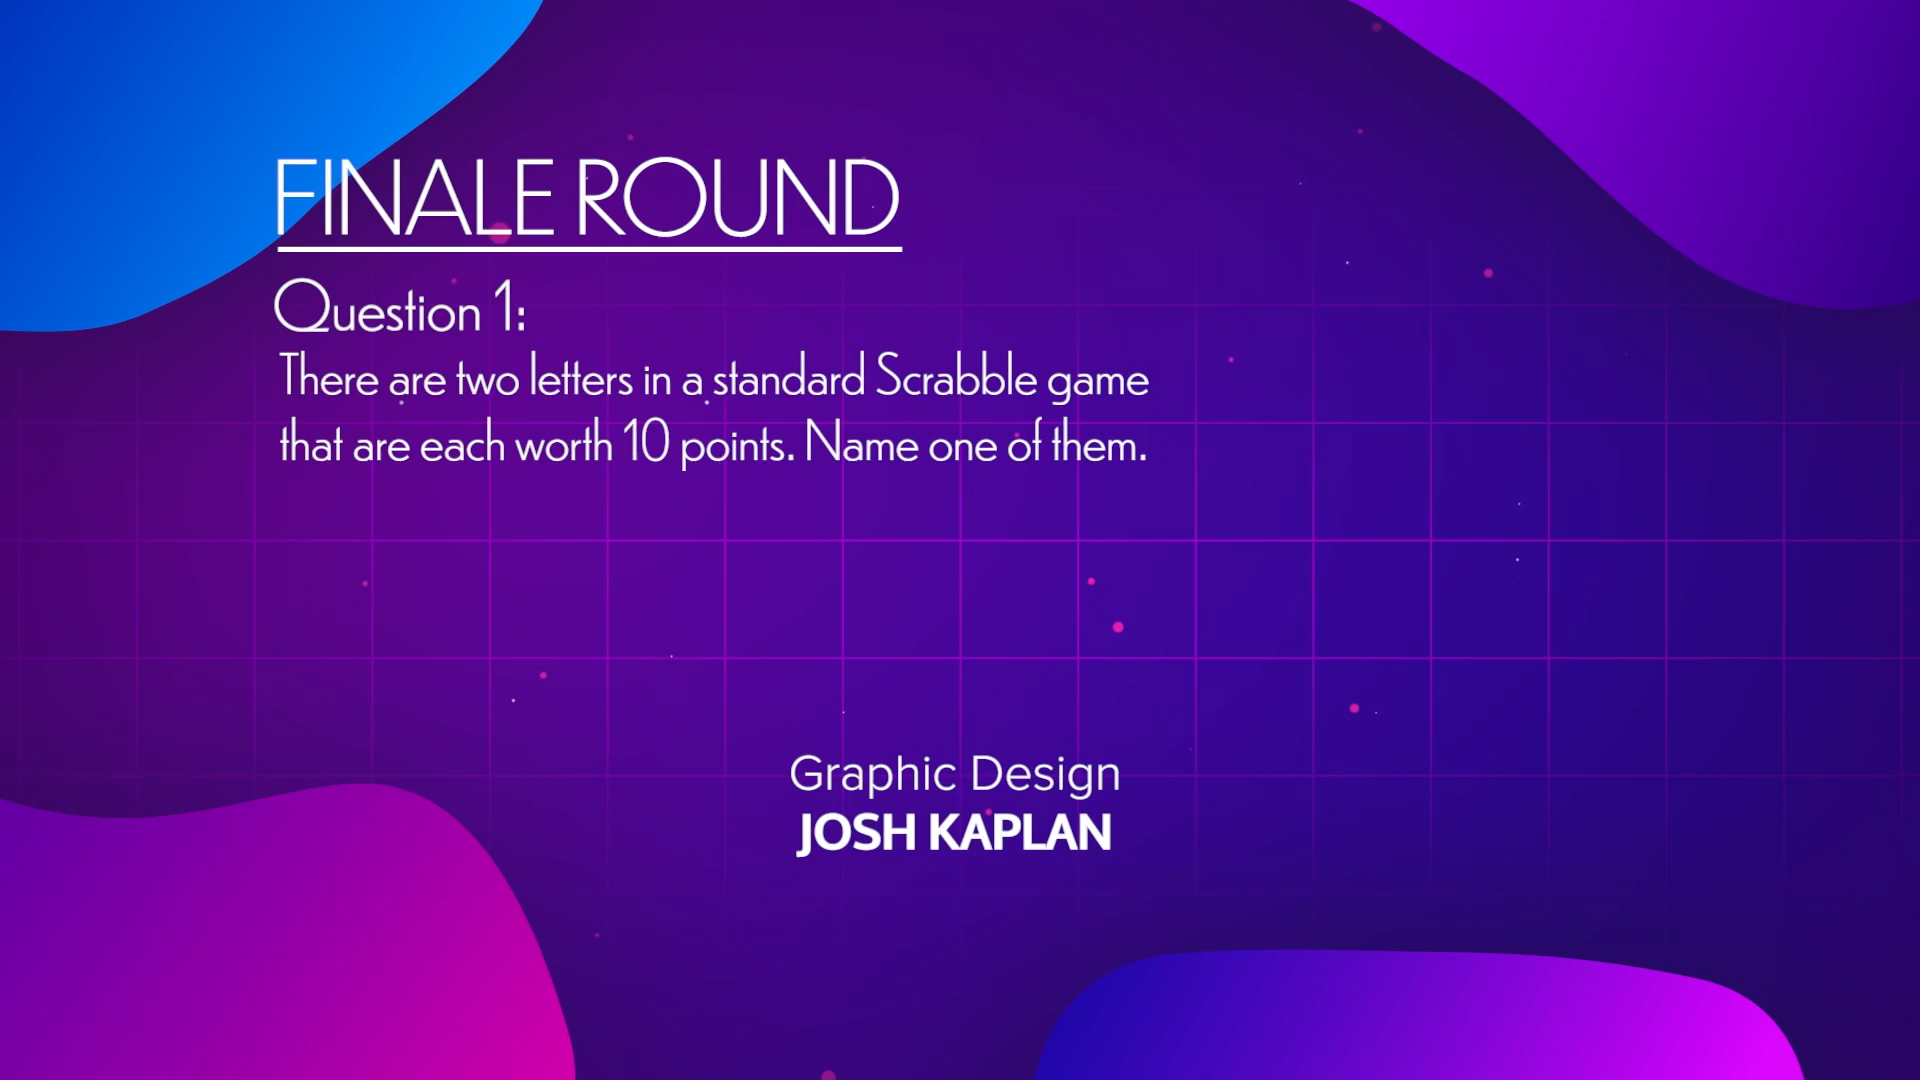 FINALE ROUND
Question 1:
There are two letters in a standard Scrabble game
that are each worth 10 points. Name one of them.
Graphic Design
JOSH KAPLAN